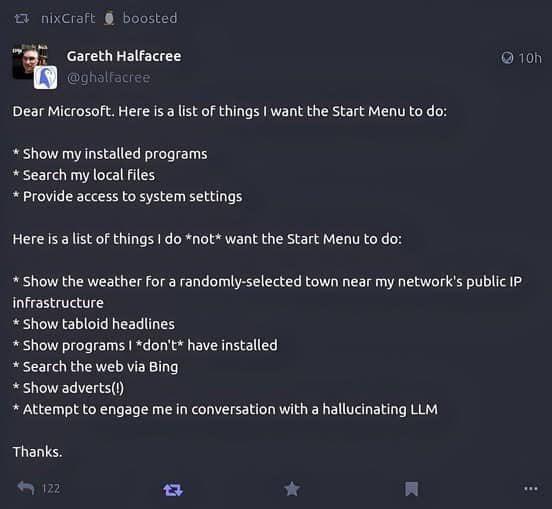 nixCraft 🐧 boosted
Gareth Halfacree
@ghalfacree
10h
Dear Microsoft. Here is a list of things I want the Start Menu to do:
* Show my installed programs
* Search my local files
* Provide access to system settings
Here is a list of things I do *not* want the Start Menu to do:
* Show the weather for a randomly-selected town near my network's public IP
infrastructure
* Show tabloid headlines
* Show programs I *don't* have installed
* Search the web via Bing
* Show adverts(!)
* Attempt to engage me in conversation with a hallucinating LLM
Thanks.
122